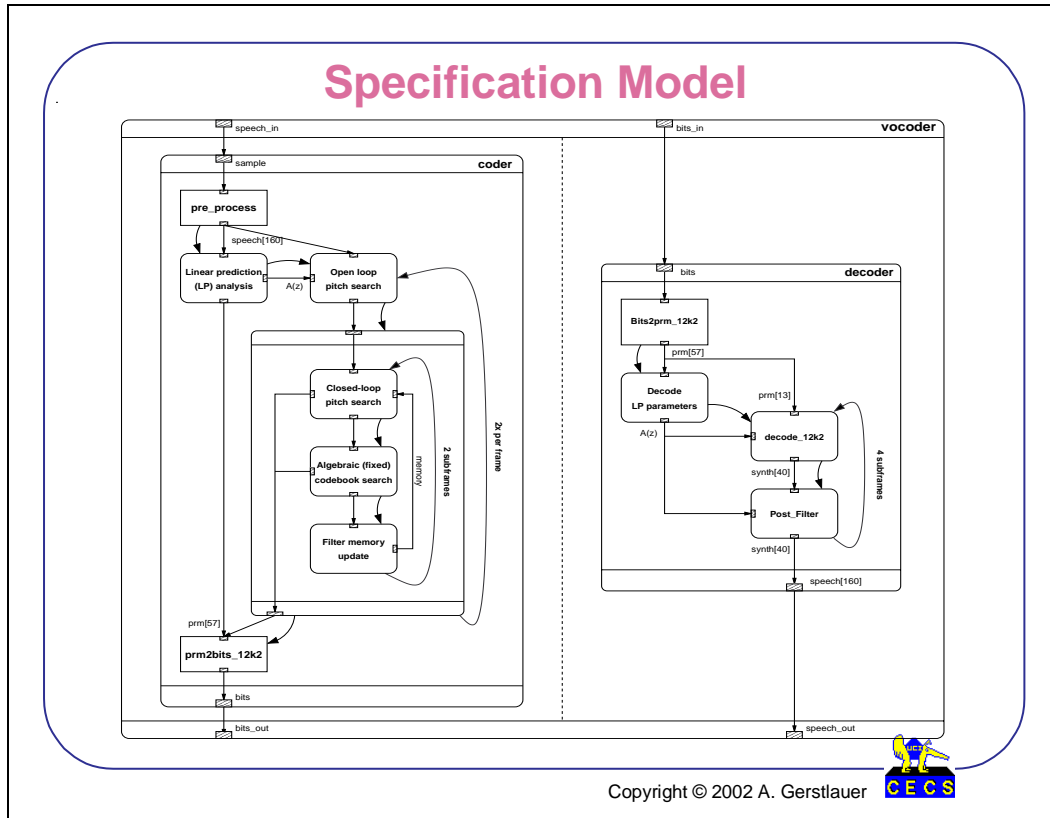 Specification Model
speech_in
bits_in
vocoder
sample
coder
pre_process
speech[160]
Linear prediction
(LP) analysis
A(z)
Open loop
pitch search
Closed-loop
pitch search
Algebraic (fixed)
codebook search
Filter memory
update
memory
2 subframes
2x per frame
prm[57]
prm2bits_12k2
bits
bits_out
bits
decoder
Bits2prm_12k2
prm[57]
prm[13]
Decode
LP parameters
A(z)
decode_12k2
synth[40]
Post_Filter
synth[40]
4 subframes
speech[160]
speech_out
UCI
CECS
Copyright © 2002 A. Gerstlauer